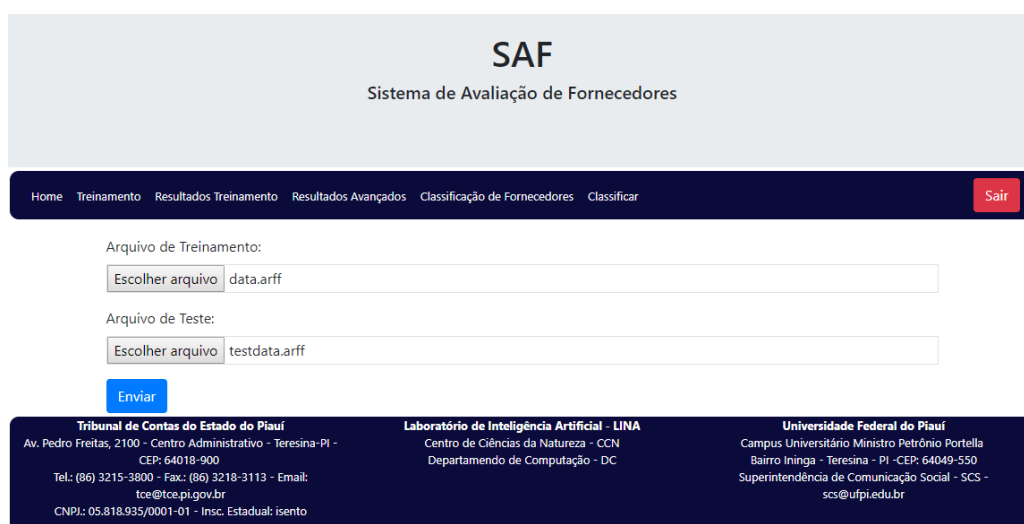 SAF
Sistema de Avaliação de Fornecedores
Home Treinamento Resultados Treinamento Resultados Avançados Classificação de Fornecedores Classificar Sair
Arquivo de Treinamento:
Escolher arquivo data.arff
Arquivo de Teste:
Escolher arquivo testdata.arff
Enviar
Tribunal de Contas do Estado do Piauí
Av. Pedro Freitas, 2100 - Centro Administrativo - Teresina-PI -
CEP: 64018-900
Tel.: (86) 3215-3800 - Fax.: (86) 3218-3113 - Email:
tce@tce.pi.gov.br
CNPJ.: 05.818.935/0001-01 - Insc. Estadual: isento
Laboratório de Inteligência Artificial - LINA
Centro de Ciências da Natureza - CCN
Departamendo de Computação - DC
Universidade Federal do Piauí
Campus Universitário Ministro Petrônio Portella
Bairro Ininga - Teresina - PI -CEP: 64049-550
Superintendência de Comunicação Social - SCS -
scs@ufpi.edu.br